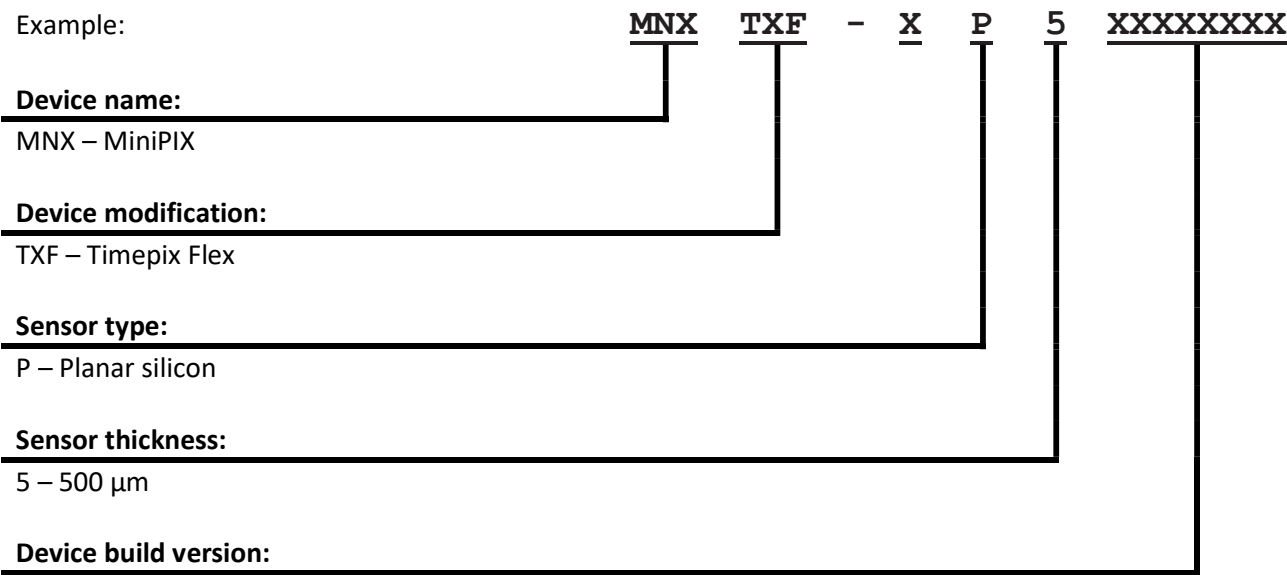 Example: MNX TXF - X P 5 XXXXXXXX
Device name:
MNX – MiniPIX
Device modification:
TXF – Timepix Flex
Sensor type:
P – Planar silicon
Sensor thickness:
5 – 500 µm
Device build version: